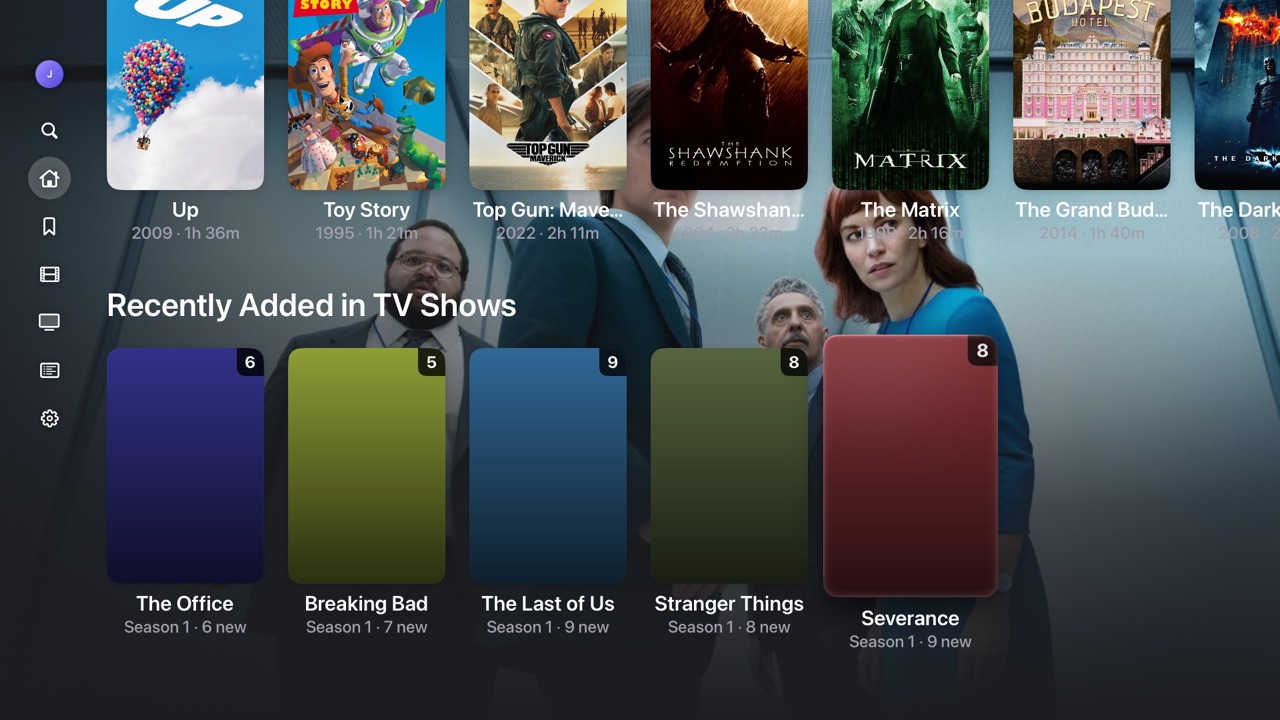 J
UP
STORY
TOP GUN
MAVERICK
THE
SHAWSHANK
REDEMPTION
MATRIX
BUDAPEST
HOTEL
THE DARK
Up
Toy Story
Top Gun: Mave...
The Shawshan...
The Matrix
The Grand Bud...
The Dark
2009 · 1h 36m
1995 · 1h 21m
2022 · 2h 11m
2h 16m
2014 · 1h 40m
2008 · 2
Recently Added in TV Shows
6
5
9
8
8
The Office
Breaking Bad
The Last of Us
Stranger Things
Severance
Season 1 · 6 new
Season 1 · 7 new
Season 1 · 9 new
Season 1 · 8 new
Season 1 · 9 new